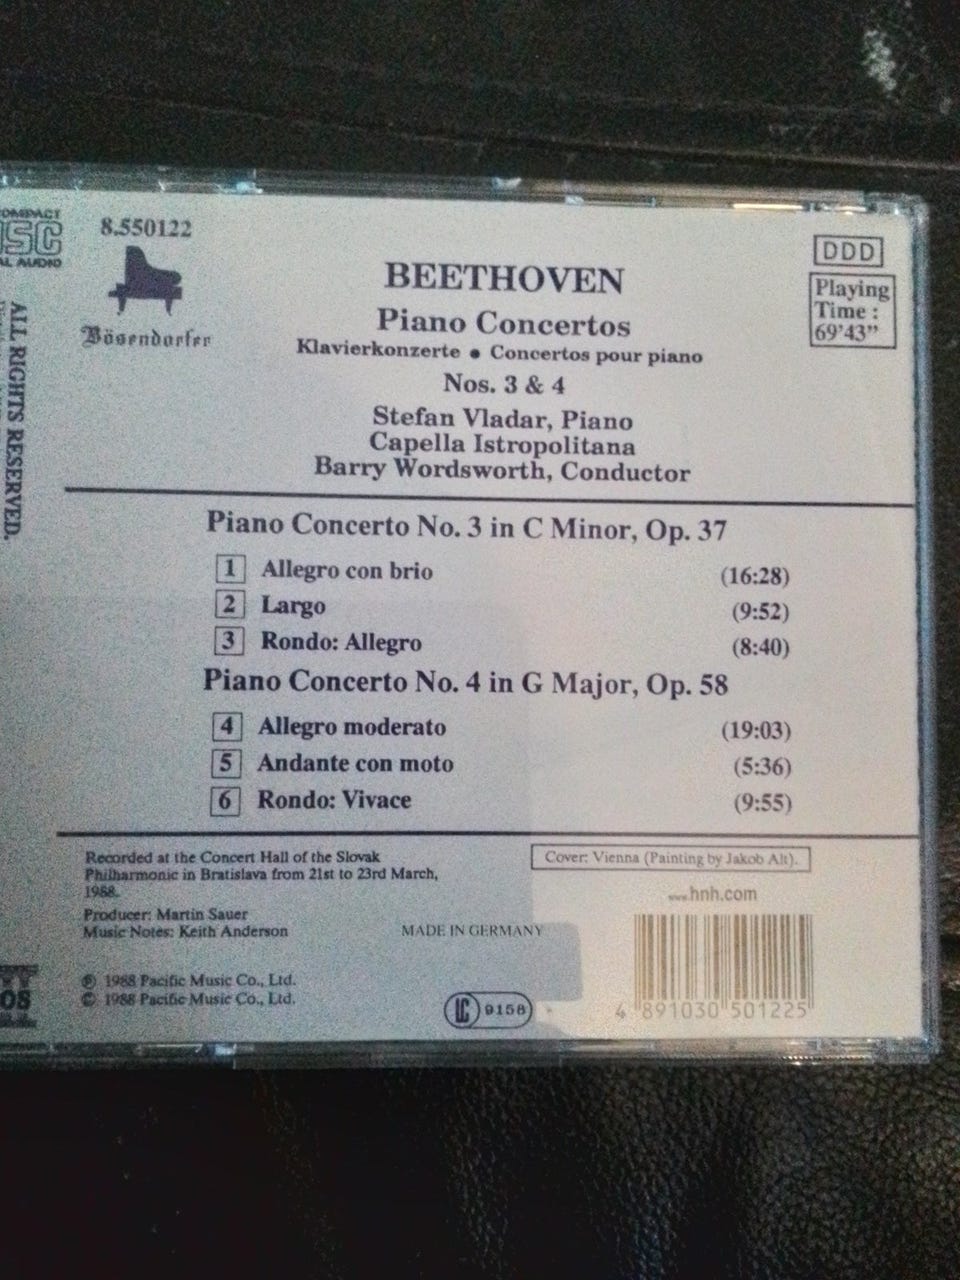 COMPACT
DISC
DIGITAL AUDIO
ALL RIGHTS RESERVED.
8.550122
Bösendorfer
DDD
Playing
Time :
69'43"
BEETHOVEN
Piano Concertos
Klavierkonzerte • Concertos pour piano
Nos. 3 & 4
Stefan Vladar, Piano
Capella Istropolitana
Barry Wordsworth, Conductor
Piano Concerto No. 3 in C Minor, Op. 37
1 Allegro con brio (16:28)
2 Largo (9:52)
3 Rondo: Allegro (8:40)
Piano Concerto No. 4 in G Major, Op. 58
4 Allegro moderato (19:03)
5 Andante con moto (5:36)
6 Rondo: Vivace (9:55)
Recorded at the Concert Hall of the Slovak
Philharmonic in Bratislava from 21st to 23rd March,
1988.
Producer: Martin Sauer
Music Notes: Keith Anderson
MADE IN GERMANY
Cover: Vienna (Painting by Jakob Alt).
www.hnh.com
℗ 1988 Pacific Music Co., Ltd.
© 1988 Pacific Music Co., Ltd.
LC 9158
4 891030 501225